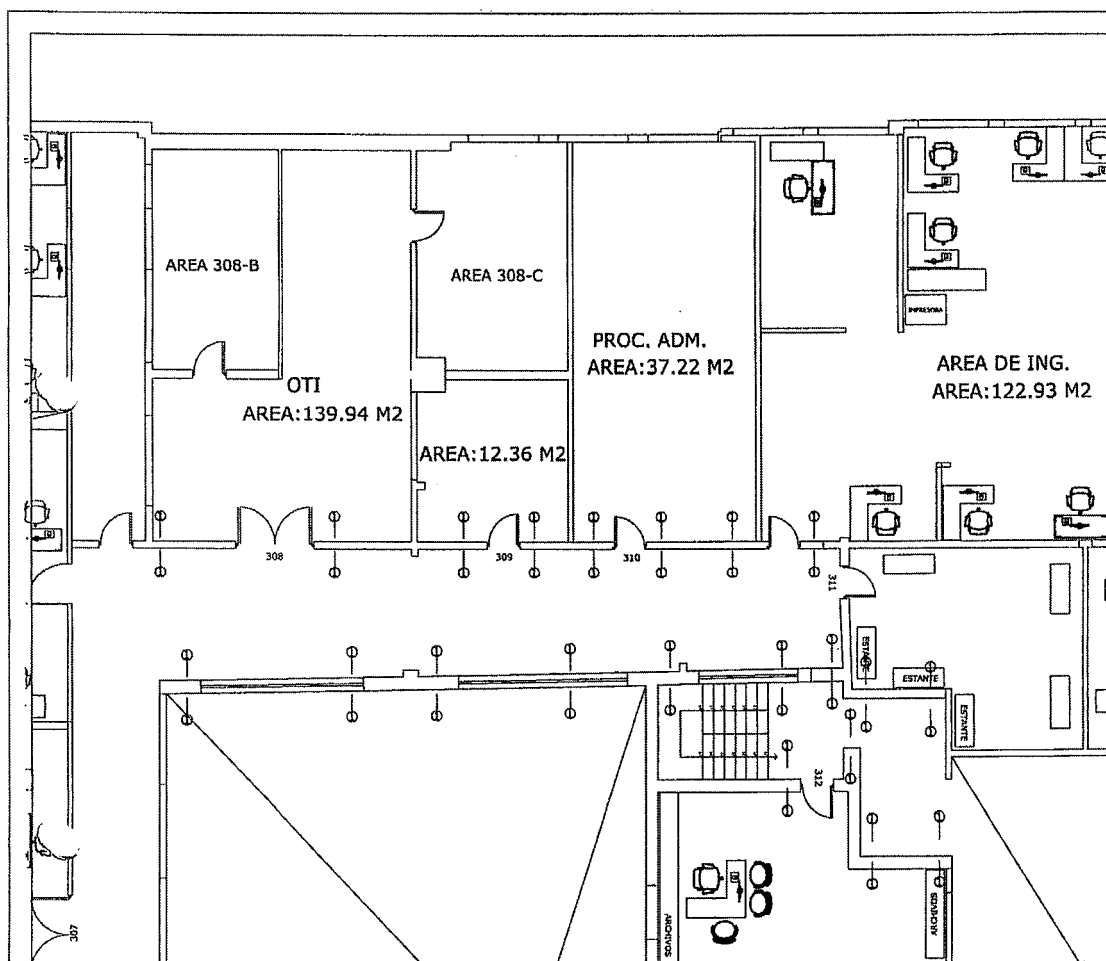 AREA 308-B
AREA 308-C
OTI
AREA:139.94 M2
AREA:12.36 M2
PROC. ADM.
AREA:37.22 M2
IMPRESORA
AREA DE ING.
AREA:122.93 M2
308
309
310
311
ESTANTE
ESTANTE
ESTANTE
312
307
ARCHIVOS
ARCHIVOS